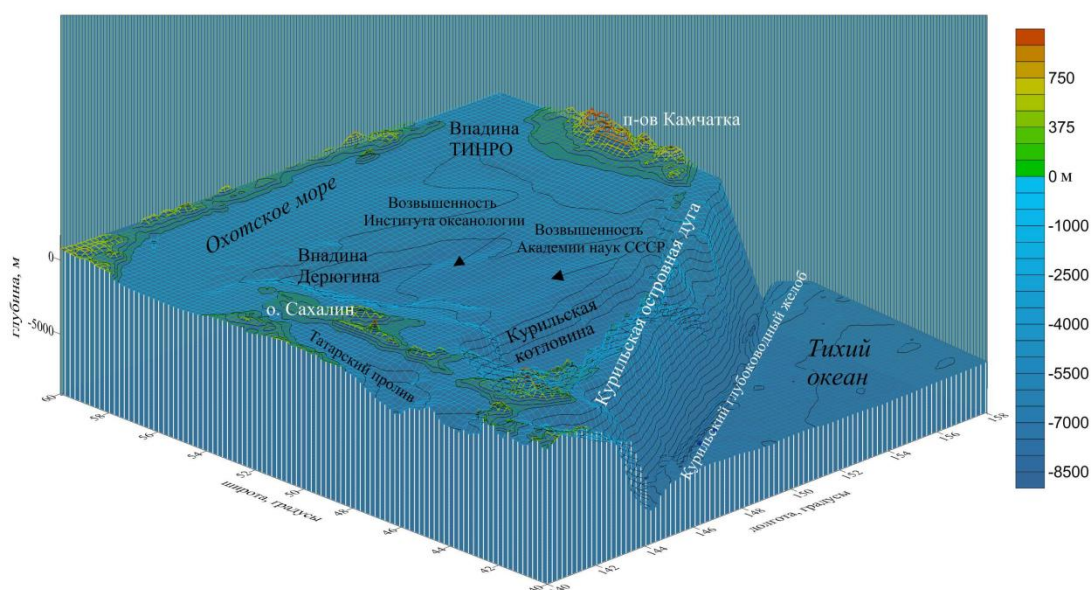 п-ов Камчатка
Впадина
ТИНРО
Охотское море
Возвышенность
Института океанологии
Возвышенность
Академии наук СССР
Впадина
Дерюгина
о. Сахалин
Татарский пролив
Курильская
котловина
Курильская островная дуга
Курильский глубоководный желоб
Тихий
океан
глубина, м
0
-5000
широта, градусы
60
58
56
54
52
50
48
46
44
42
40
долгота, градусы
140
142
144
146
148
150
152
154
156
158
750
375
0 м
-1000
-2500
-4000
-5500
-7000
-8500